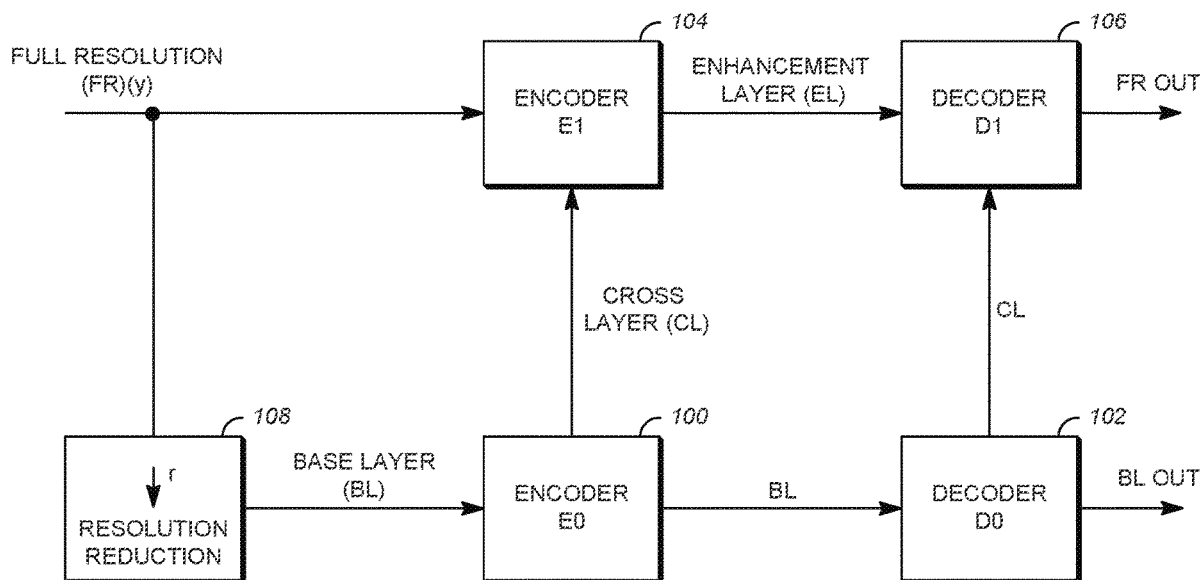 104
106
FULL RESOLUTION
(FR)(y)
ENCODER
E1
ENHANCEMENT
LAYER (EL)
DECODER
D1
FR OUT
CROSS
LAYER (CL)
CL
108
100
102
r
RESOLUTION
REDUCTION
BASE LAYER
(BL)
ENCODER
E0
BL
DECODER
D0
BL OUT